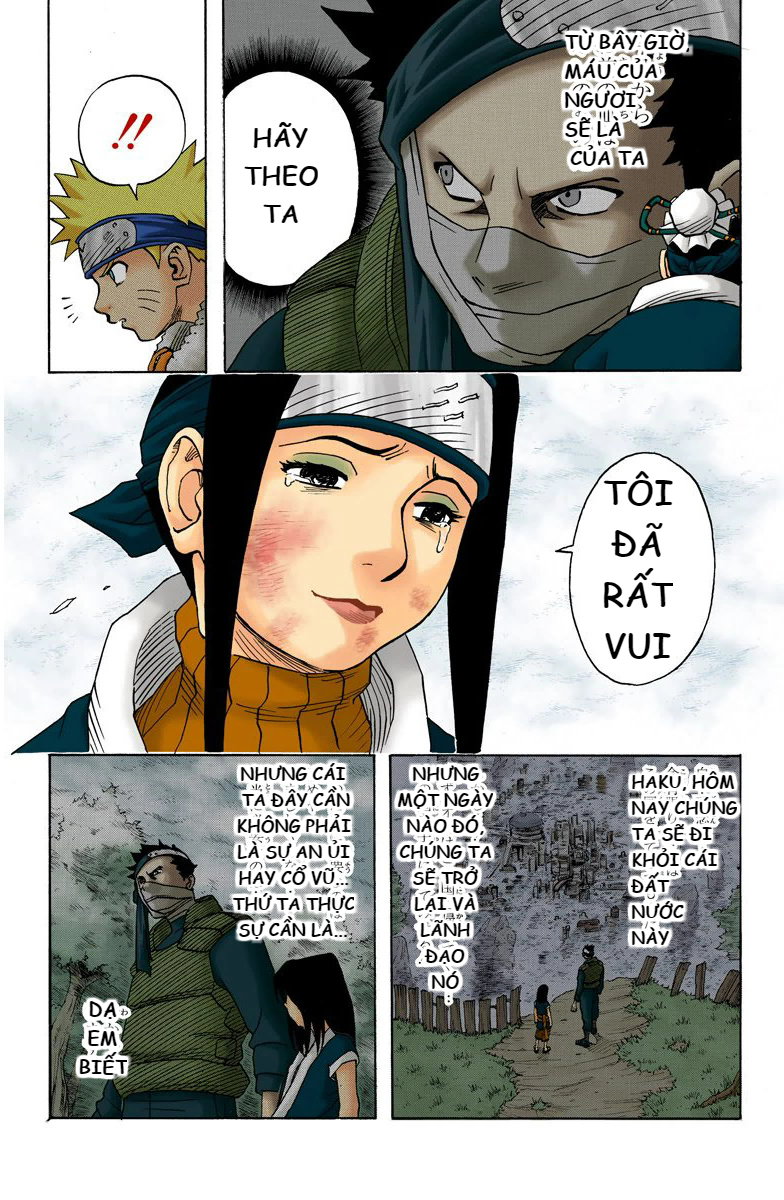 TỪ BÂY GIỜ,
MÁU CỦA
NGƯƠI
SẼ LÀ
CỦA TA
HÃY
THEO
TA
!!
TÔI
ĐÃ
RẤT
VUI
HAKU, HÔM
NAY CHÚNG
TA SẼ ĐI
KHỎI CÁI
ĐẤT
NƯỚC
NÀY
NHƯNG
MỘT NGÀY
NÀO ĐÓ,
CHÚNG TA
SẼ TRỞ
LẠI VÀ
LÃNH
ĐẠO
NÓ
NHƯNG CÁI
TA ĐÂY CẦN
KHÔNG PHẢI
LÀ SỰ AN ỦI
HAY CỔ VŨ...
THỨ TA THỰC
SỰ CẦN LÀ...
DẠ
EM
BIẾT